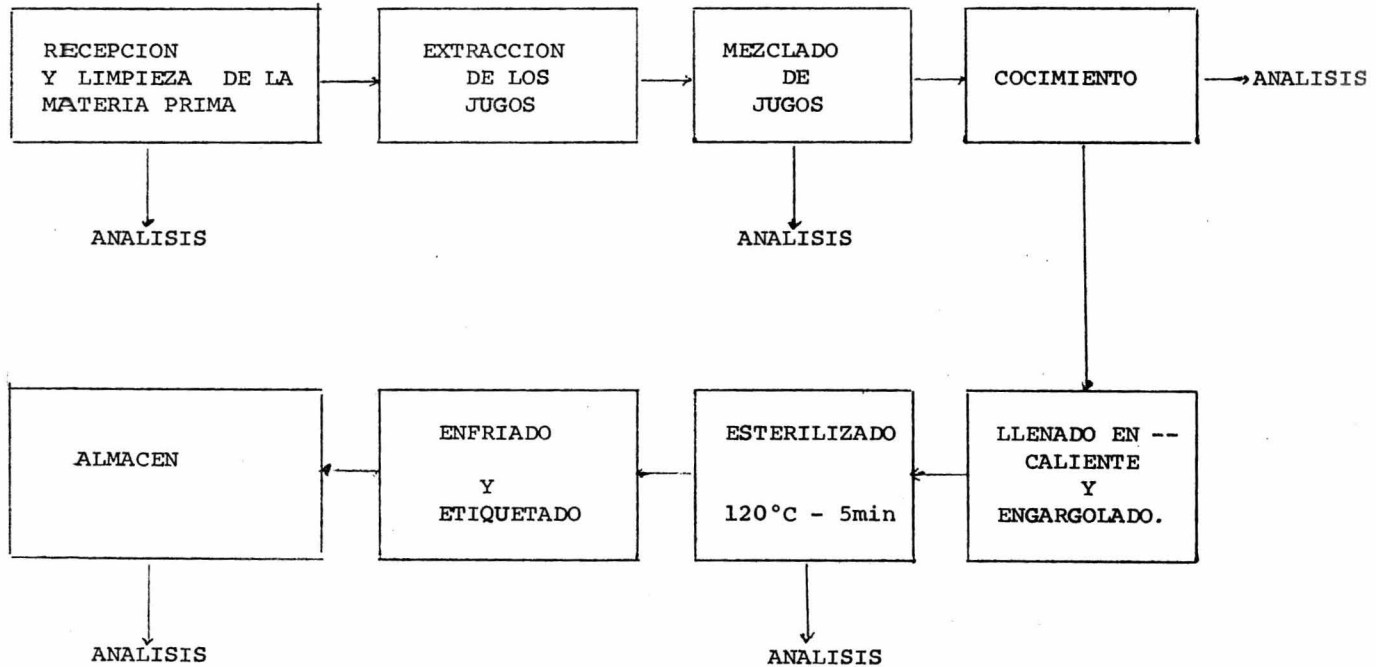 RECEPCION
Y LIMPIEZA DE LA
MATERIA PRIMA
EXTRACCION
DE LOS
JUGOS
MEZCLADO
DE
JUGOS
COCIMIENTO
ANALISIS
ANALISIS
ANALISIS
ALMACEN
ENFRIADO
Y
ETIQUETADO
ESTERILIZADO
120°C - 5min
LLENADO EN --
CALIENTE
Y
ENGARGOLADO.
ANALISIS
ANALISIS